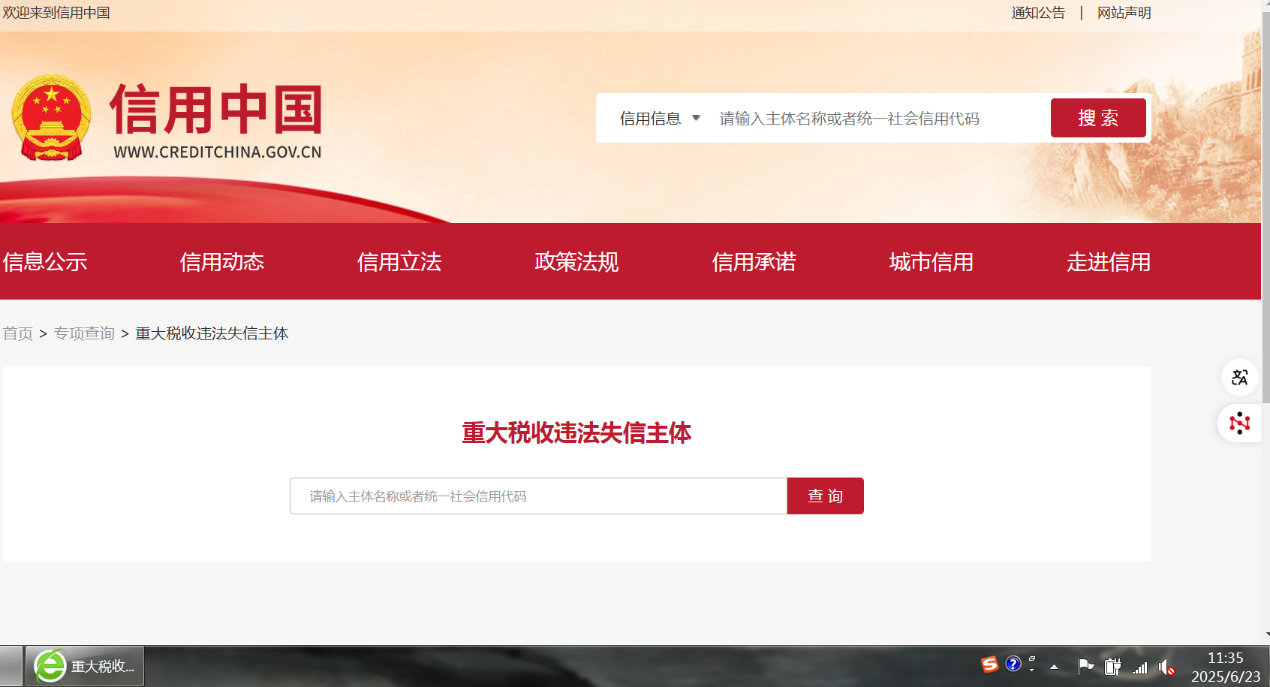 欢迎来到信用中国
通知公告 | 网站声明
信用中国
WWW.CREDITCHINA.GOV.CN
信用信息 请输入主体名称或者统一社会信用代码 搜 索
信息公示 信用动态 信用立法 政策法规 信用承诺 城市信用 走进信用
首页 > 专项查询 > 重大税收违法失信主体
重大税收违法失信主体
请输入主体名称或者统一社会信用代码 查 询
重大税收...
11:35
2025/6/23